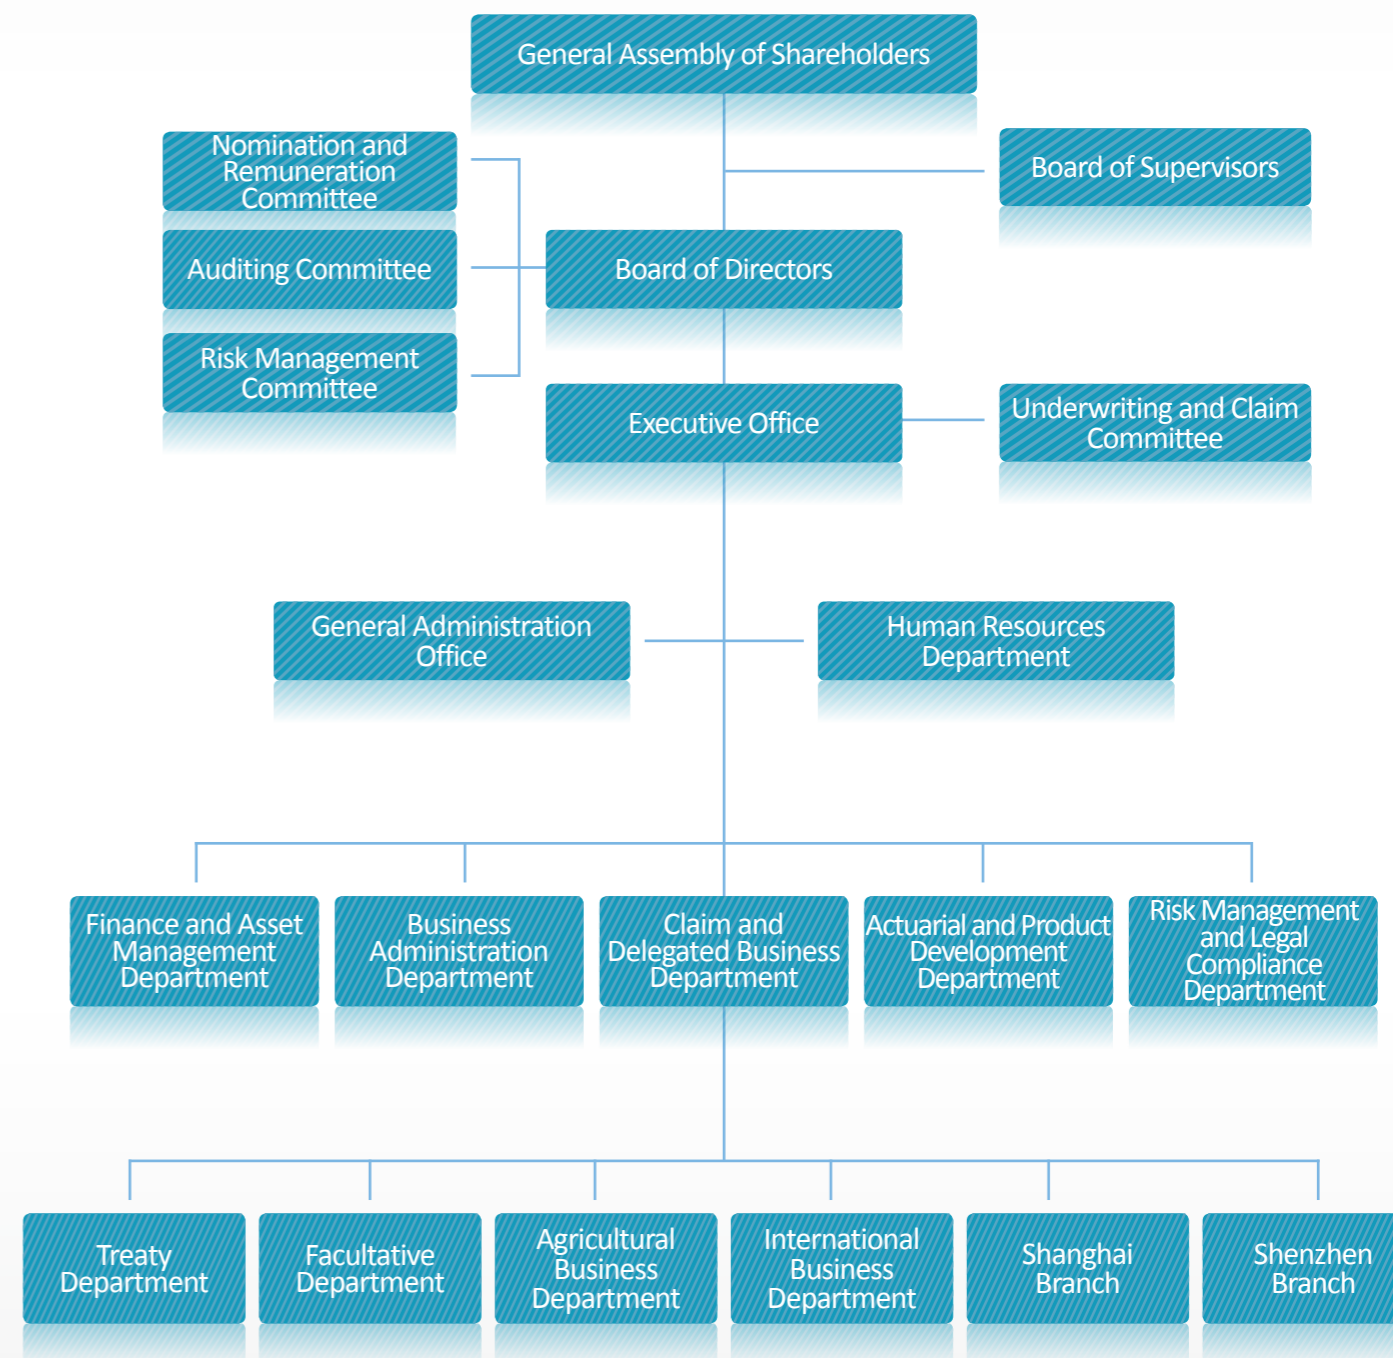 General Assembly of Shareholders
Nomination and
Remuneration
Committee
Board of Supervisors
Auditing Committee
Board of Directors
Risk Management
Committee
Executive Office
Underwriting and Claim
Committee
General Administration
Office
Human Resources
Department
Finance and Asset
Management
Department
Business
Administration
Department
Claim and
Delegated Business
Department
Actuarial and Product
Development
Department
Risk Management
and Legal
Compliance
Department
Treaty
Department
Facultative
Department
Agricultural
Business
Department
International
Business
Department
Shanghai
Branch
Shenzhen
Branch